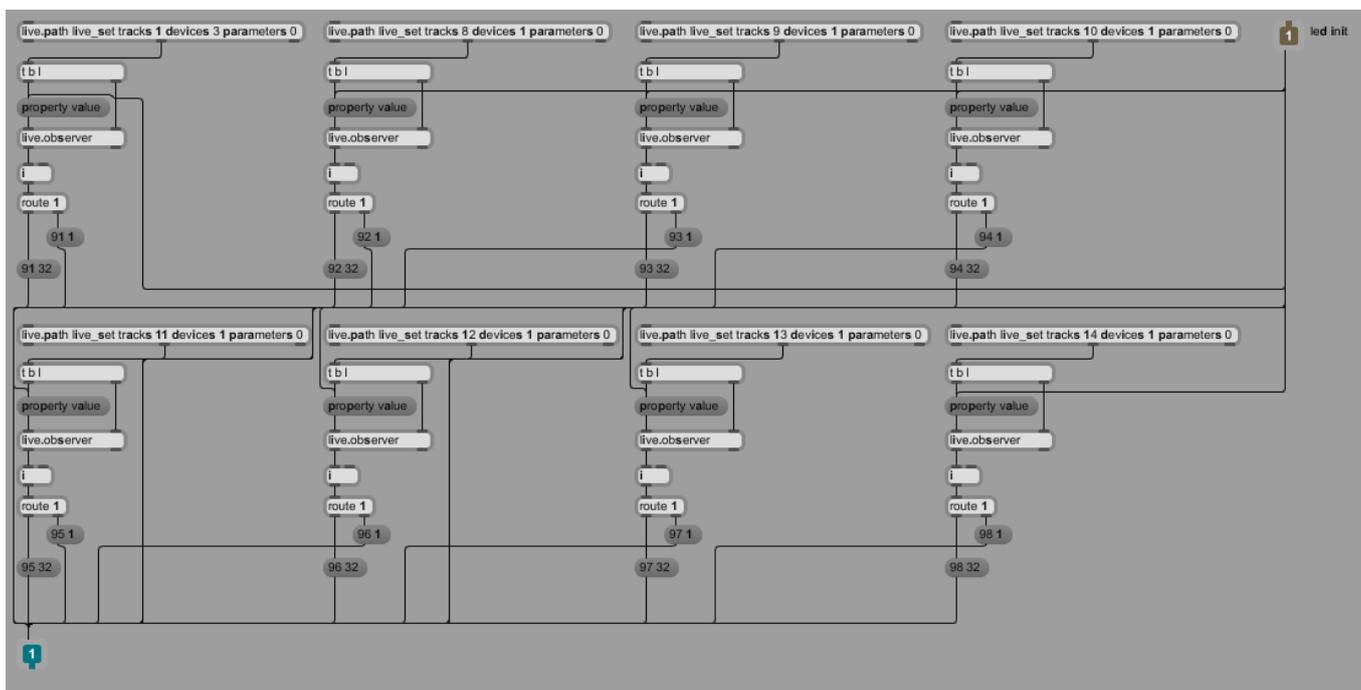 live.path live_set tracks 1 devices 3 parameters 0
live.path live_set tracks 8 devices 1 parameters 0
live.path live_set tracks 9 devices 1 parameters 0
live.path live_set tracks 10 devices 1 parameters 0
1
led init
t b l
t b l
t b l
t b l
property value
property value
property value
property value
live.observer
live.observer
live.observer
live.observer
i
i
i
i
route 1
route 1
route 1
route 1
91 1
92 1
93 1
94 1
91 32
92 32
93 32
94 32
live.path live_set tracks 11 devices 1 parameters 0
live.path live_set tracks 12 devices 1 parameters 0
live.path live_set tracks 13 devices 1 parameters 0
live.path live_set tracks 14 devices 1 parameters 0
t b l
t b l
t b l
t b l
property value
property value
property value
property value
live.observer
live.observer
live.observer
live.observer
i
i
i
i
route 1
route 1
route 1
route 1
95 1
96 1
97 1
98 1
95 32
96 32
97 32
98 32
1